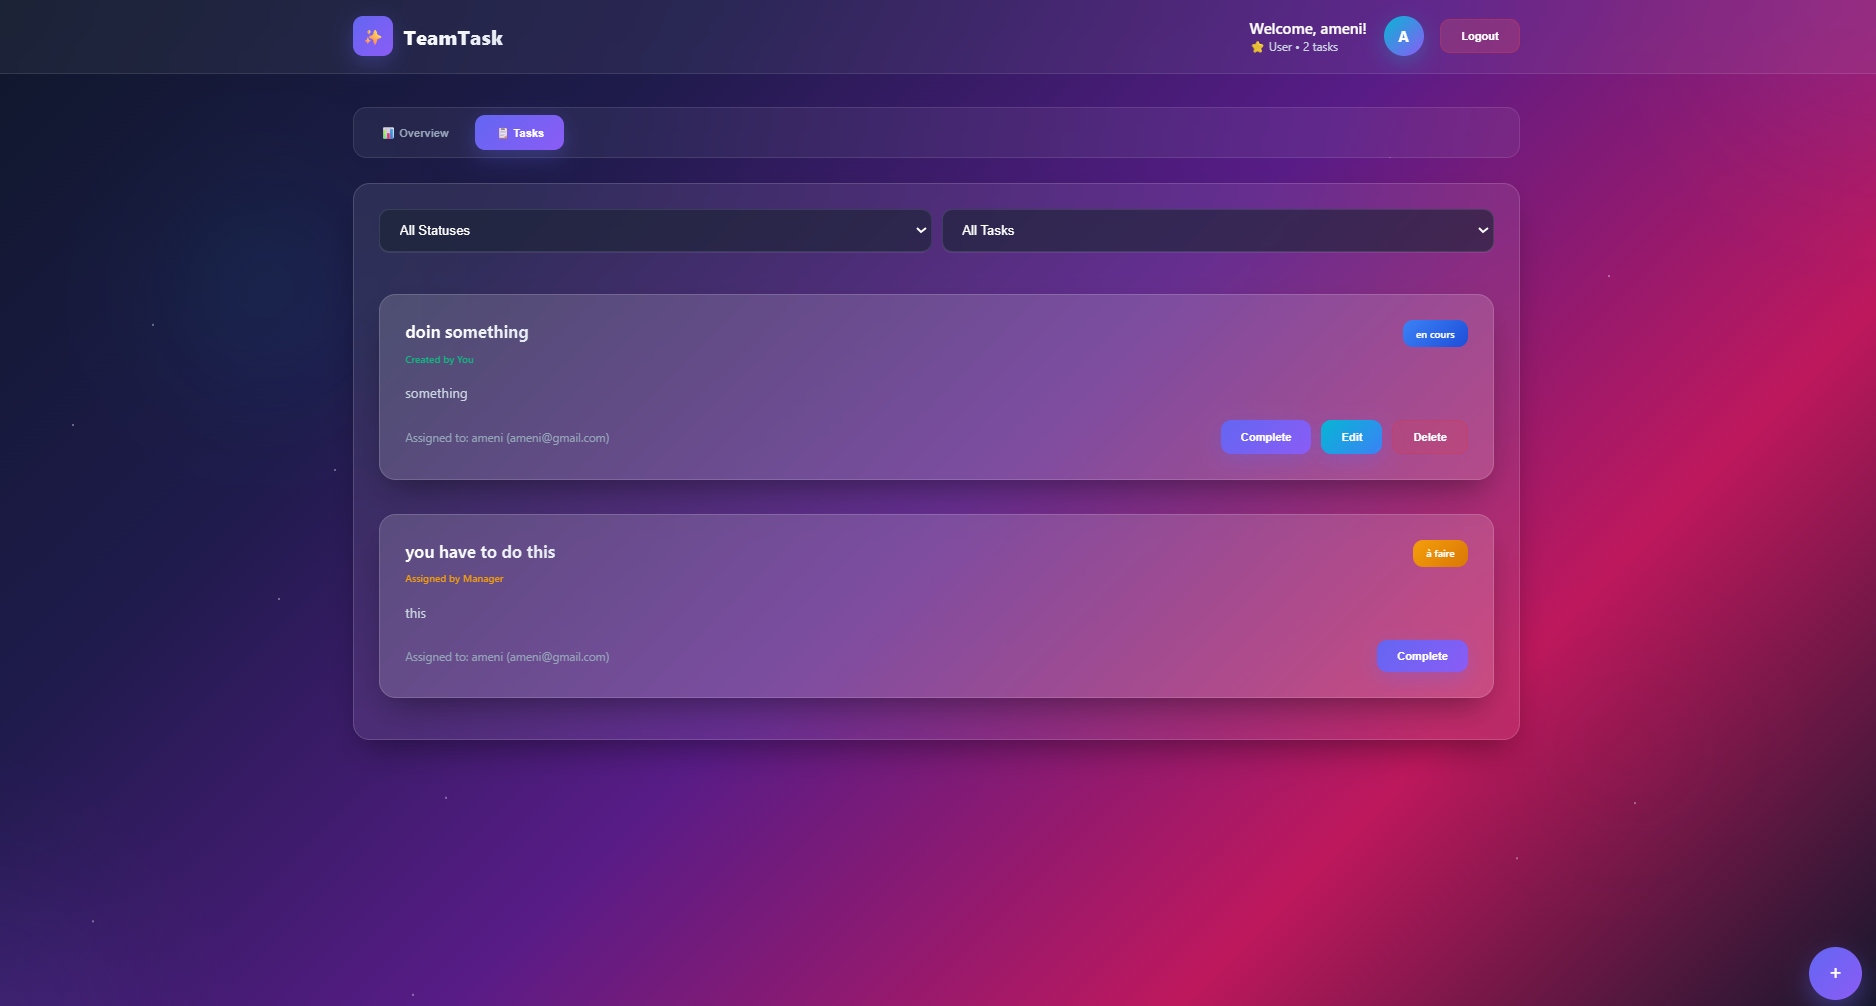 ✨ TeamTask
Welcome, ameni!
⭐ User • 2 tasks
A
Logout
📊 Overview
📋 Tasks
All Statuses
All Tasks
doin something
en cours
Created by You
something
Assigned to: ameni (ameni@gmail.com)
Complete
Edit
Delete
you have to do this
à faire
Assigned by Manager
this
Assigned to: ameni (ameni@gmail.com)
Complete
+